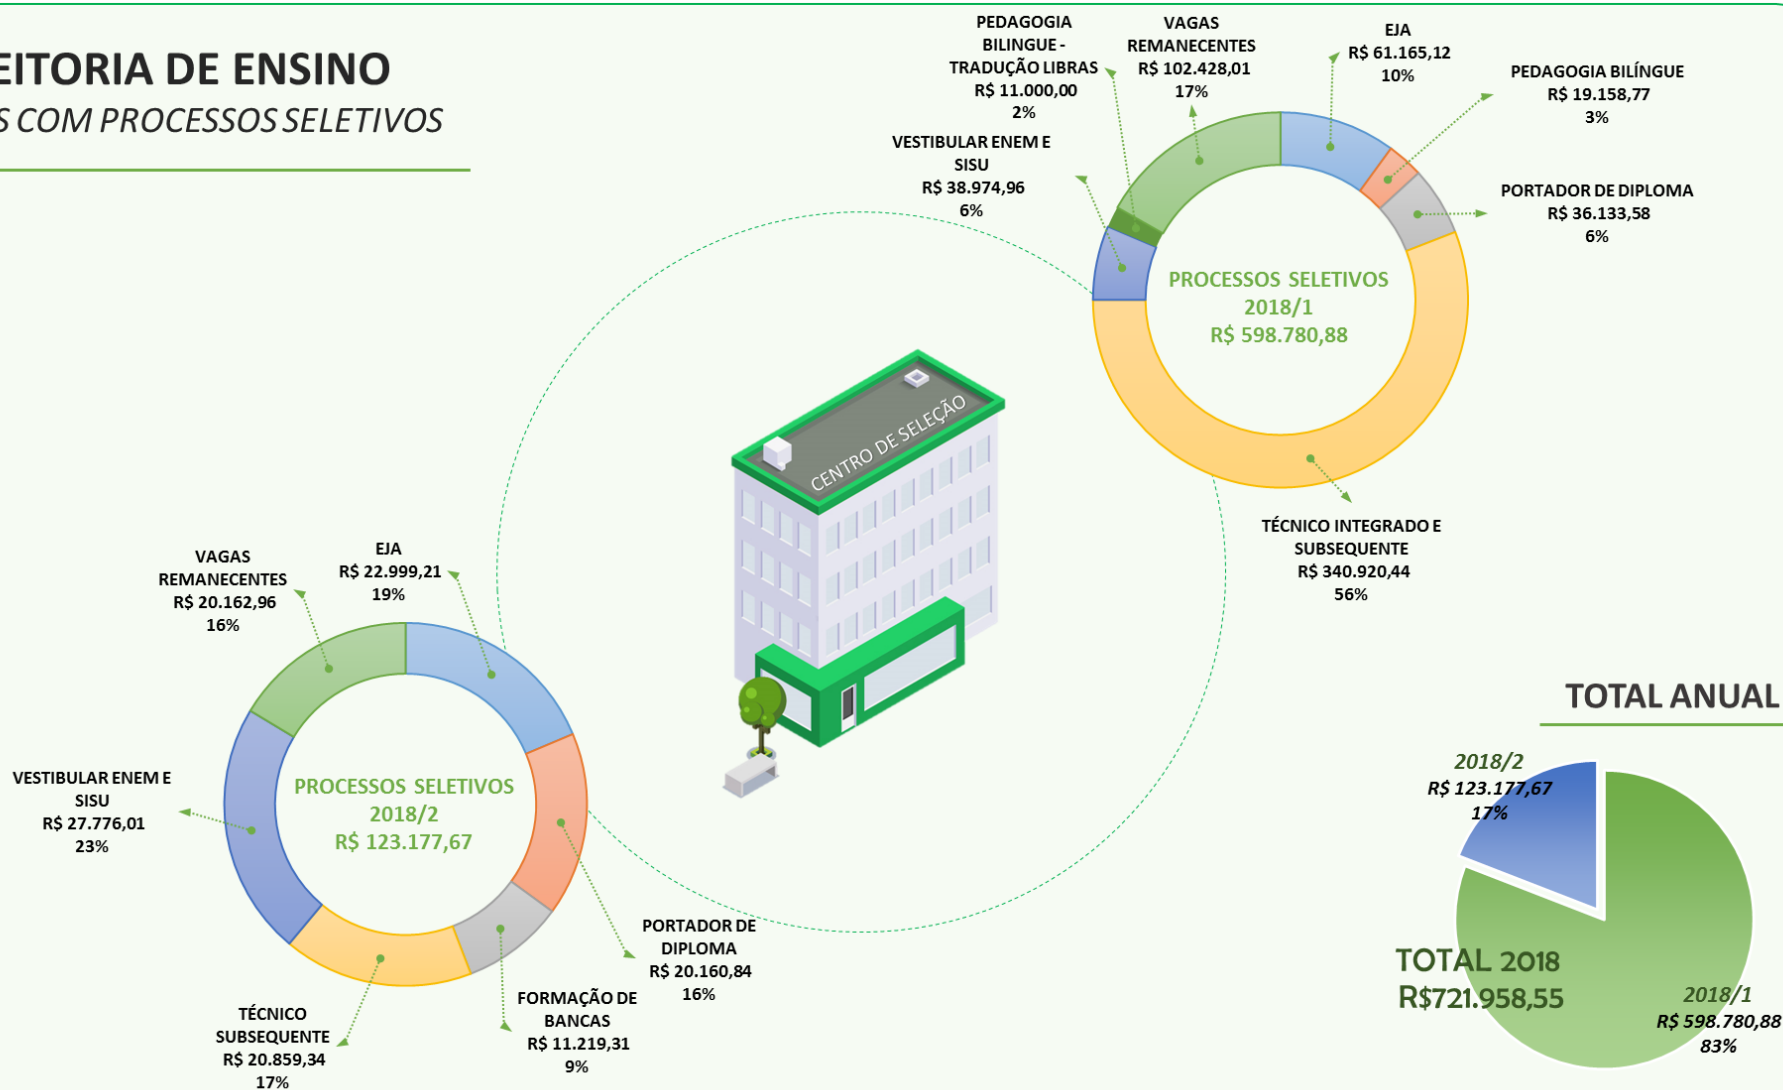 EITORIA DE ENSINO
S COM PROCESSOS SELETIVOS
PEDAGOGIA
BILINGUE -
TRADUÇÃO LIBRAS
R$ 11.000,00
2%
VAGAS
REMANECENTES
R$ 102.428,01
17%
EJA
R$ 61.165,12
10%
PEDAGOGIA BILÍNGUE
R$ 19.158,77
3%
VESTIBULAR ENEM E
SISU
R$ 38.974,96
6%
PORTADOR DE DIPLOMA
R$ 36.133,58
6%
PROCESSOS SELETIVOS
2018/1
R$ 598.780,88
TÉCNICO INTEGRADO E
SUBSEQUENTE
R$ 340.920,44
56%
CENTRO DE SELEÇÃO
VAGAS
REMANECENTES
R$ 20.162,96
16%
EJA
R$ 22.999,21
19%
VESTIBULAR ENEM E
SISU
R$ 27.776,01
23%
PROCESSOS SELETIVOS
2018/2
R$ 123.177,67
PORTADOR DE
DIPLOMA
R$ 20.160,84
16%
FORMAÇÃO DE
BANCAS
R$ 11.219,31
9%
TÉCNICO
SUBSEQUENTE
R$ 20.859,34
17%
TOTAL ANUAL
2018/2
R$ 123.177,67
17%
TOTAL 2018
R$721.958,55
2018/1
R$ 598.780,88
83%